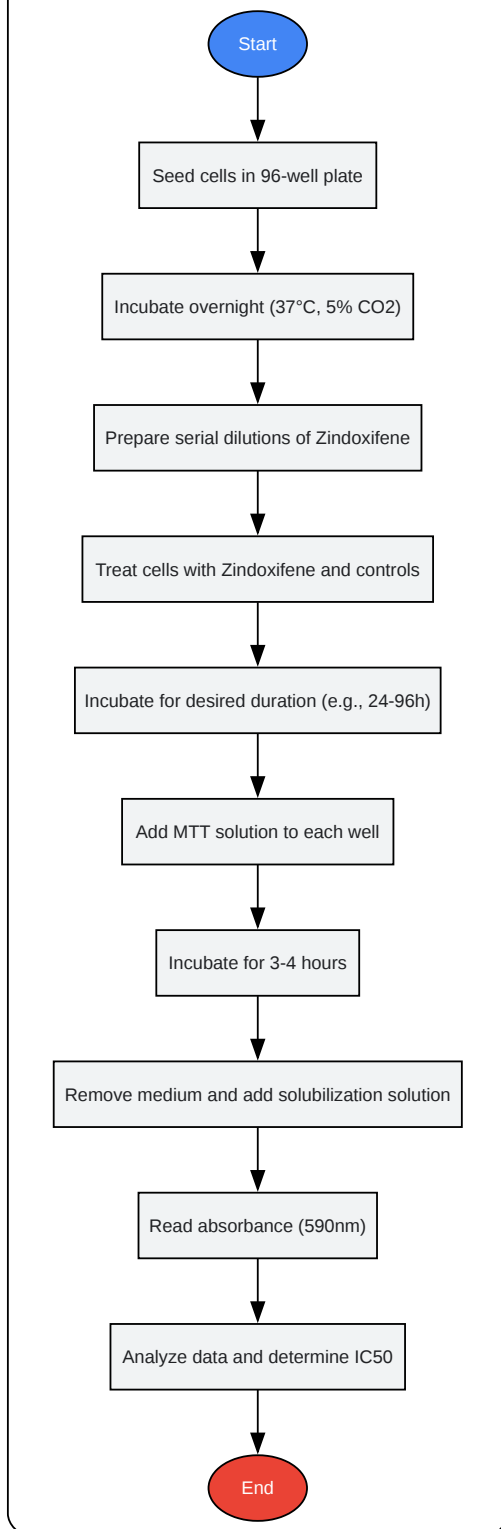 Start
Seed cells in 96-well plate
Incubate overnight (37°C, 5% CO2)
Prepare serial dilutions of Zindoxifene
Treat cells with Zindoxifene and controls
Incubate for desired duration (e.g., 24-96h)
Add MTT solution to each well
Incubate for 3-4 hours
Remove medium and add solubilization solution
Read absorbance (590nm)
Analyze data and determine IC50
End